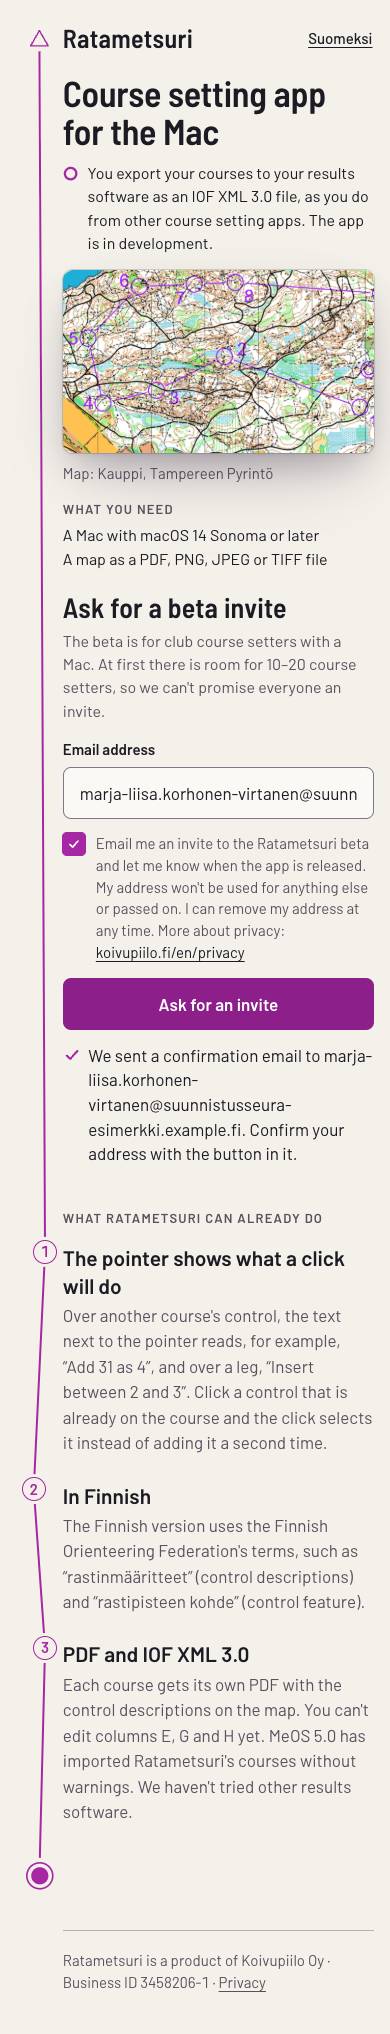 Ratametsuri
Suomeksi
Course setting app
for the Mac
You export your courses to your results
software as an IOF XML 3.0 file, as you do
from other course setting apps. The app
is in development.
6
7
8
5
2
4
3
Map: Kauppi, Tampereen Pyrintö
WHAT YOU NEED
A Mac with macOS 14 Sonoma or later
A map as a PDF, PNG, JPEG or TIFF file
Ask for a beta invite
The beta is for club course setters with a
Mac. At first there is room for 10–20 course
setters, so we can't promise everyone an
invite.
Email address
marja-liisa.korhonen-virtanen@suunn
Email me an invite to the Ratametsuri beta
and let me know when the app is released.
My address won't be used for anything else
or passed on. I can remove my address at
any time. More about privacy:
koivupiilo.fi/en/privacy
Ask for an invite
We sent a confirmation email to marja-
liisa.korhonen-
virtanen@suunnistusseura-
esimerkki.example.fi. Confirm your
address with the button in it.
WHAT RATAMETSURI CAN ALREADY DO
1
The pointer shows what a click
will do
Over another course's control, the text
next to the pointer reads, for example,
“Add 31 as 4”, and over a leg, “Insert
between 2 and 3”. Click a control that is
already on the course and the click selects
it instead of adding it a second time.
2
In Finnish
The Finnish version uses the Finnish
Orienteering Federation's terms, such as
“rastinmääritteet” (control descriptions)
and “rastipisteen kohde” (control feature).
3
PDF and IOF XML 3.0
Each course gets its own PDF with the
control descriptions on the map. You can't
edit columns E, G and H yet. MeOS 5.0 has
imported Ratametsuri's courses without
warnings. We haven't tried other results
software.
Ratametsuri is a product of Koivupiilo Oy ·
Business ID 3458206-1 · Privacy